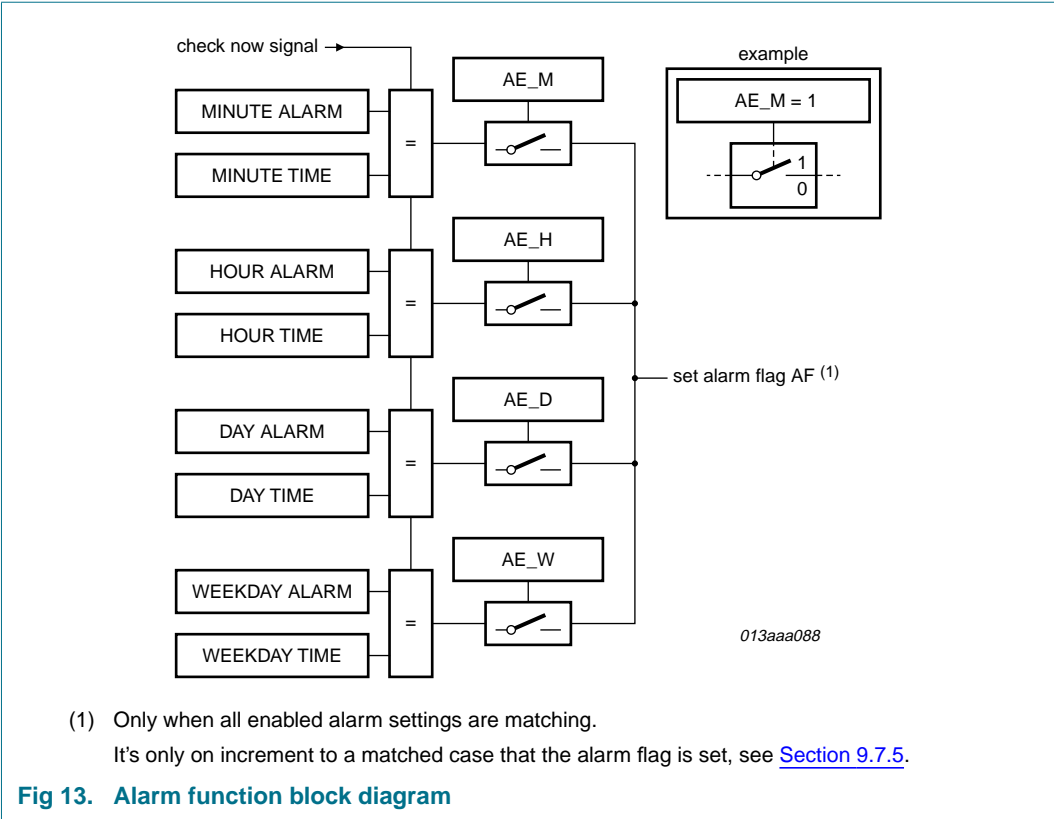 check now signal
example
AE_M
AE_M = 1
MINUTE ALARM
=
MINUTE TIME
1
0
AE_H
HOUR ALARM
=
HOUR TIME
set alarm flag AF (1)
AE_D
DAY ALARM
=
DAY TIME
AE_W
WEEKDAY ALARM
=
WEEKDAY TIME
013aaa088
(1) Only when all enabled alarm settings are matching.
It's only on increment to a matched case that the alarm flag is set, see Section 9.7.5.
Fig 13. Alarm function block diagram